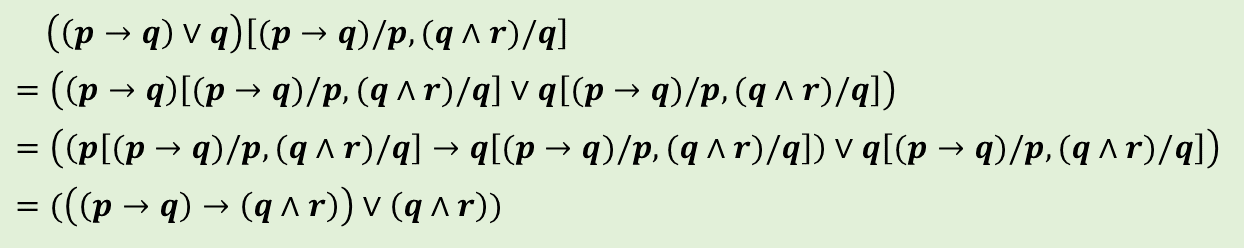 ((p → q) ∨ q)[(p → q)/p, (q ∧ r)/q]
= ((p → q)[(p → q)/p, (q ∧ r)/q] ∨ q[(p → q)/p, (q ∧ r)/q])
= ((p[(p → q)/p, (q ∧ r)/q] → q[(p → q)/p, (q ∧ r)/q]) ∨ q[(p → q)/p, (q ∧ r)/q])
= (((p → q) → (q ∧ r)) ∨ (q ∧ r))